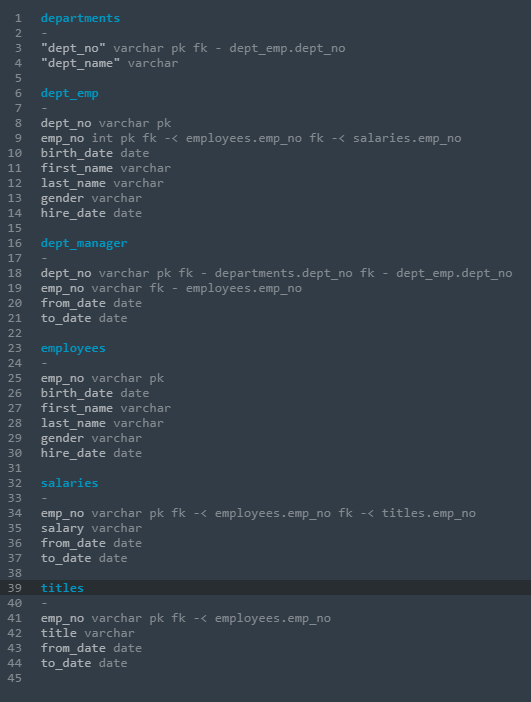 1 departments
2 -
3 "dept_no" varchar pk fk - dept_emp.dept_no
4 "dept_name" varchar
5
6 dept_emp
7 -
8 dept_no varchar pk
9 emp_no int pk fk -< employees.emp_no fk -< salaries.emp_no
10 birth_date date
11 first_name varchar
12 last_name varchar
13 gender varchar
14 hire_date date
15
16 dept_manager
17 -
18 dept_no varchar pk fk - departments.dept_no fk - dept_emp.dept_no
19 emp_no varchar fk - employees.emp_no
20 from_date date
21 to_date date
22
23 employees
24 -
25 emp_no varchar pk
26 birth_date date
27 first_name varchar
28 last_name varchar
29 gender varchar
30 hire_date date
31
32 salaries
33 -
34 emp_no varchar pk fk -< employees.emp_no fk -< titles.emp_no
35 salary varchar
36 from_date date
37 to_date date
38
39 titles
40 -
41 emp_no varchar pk fk -< employees.emp_no
42 title varchar
43 from_date date
44 to_date date
45